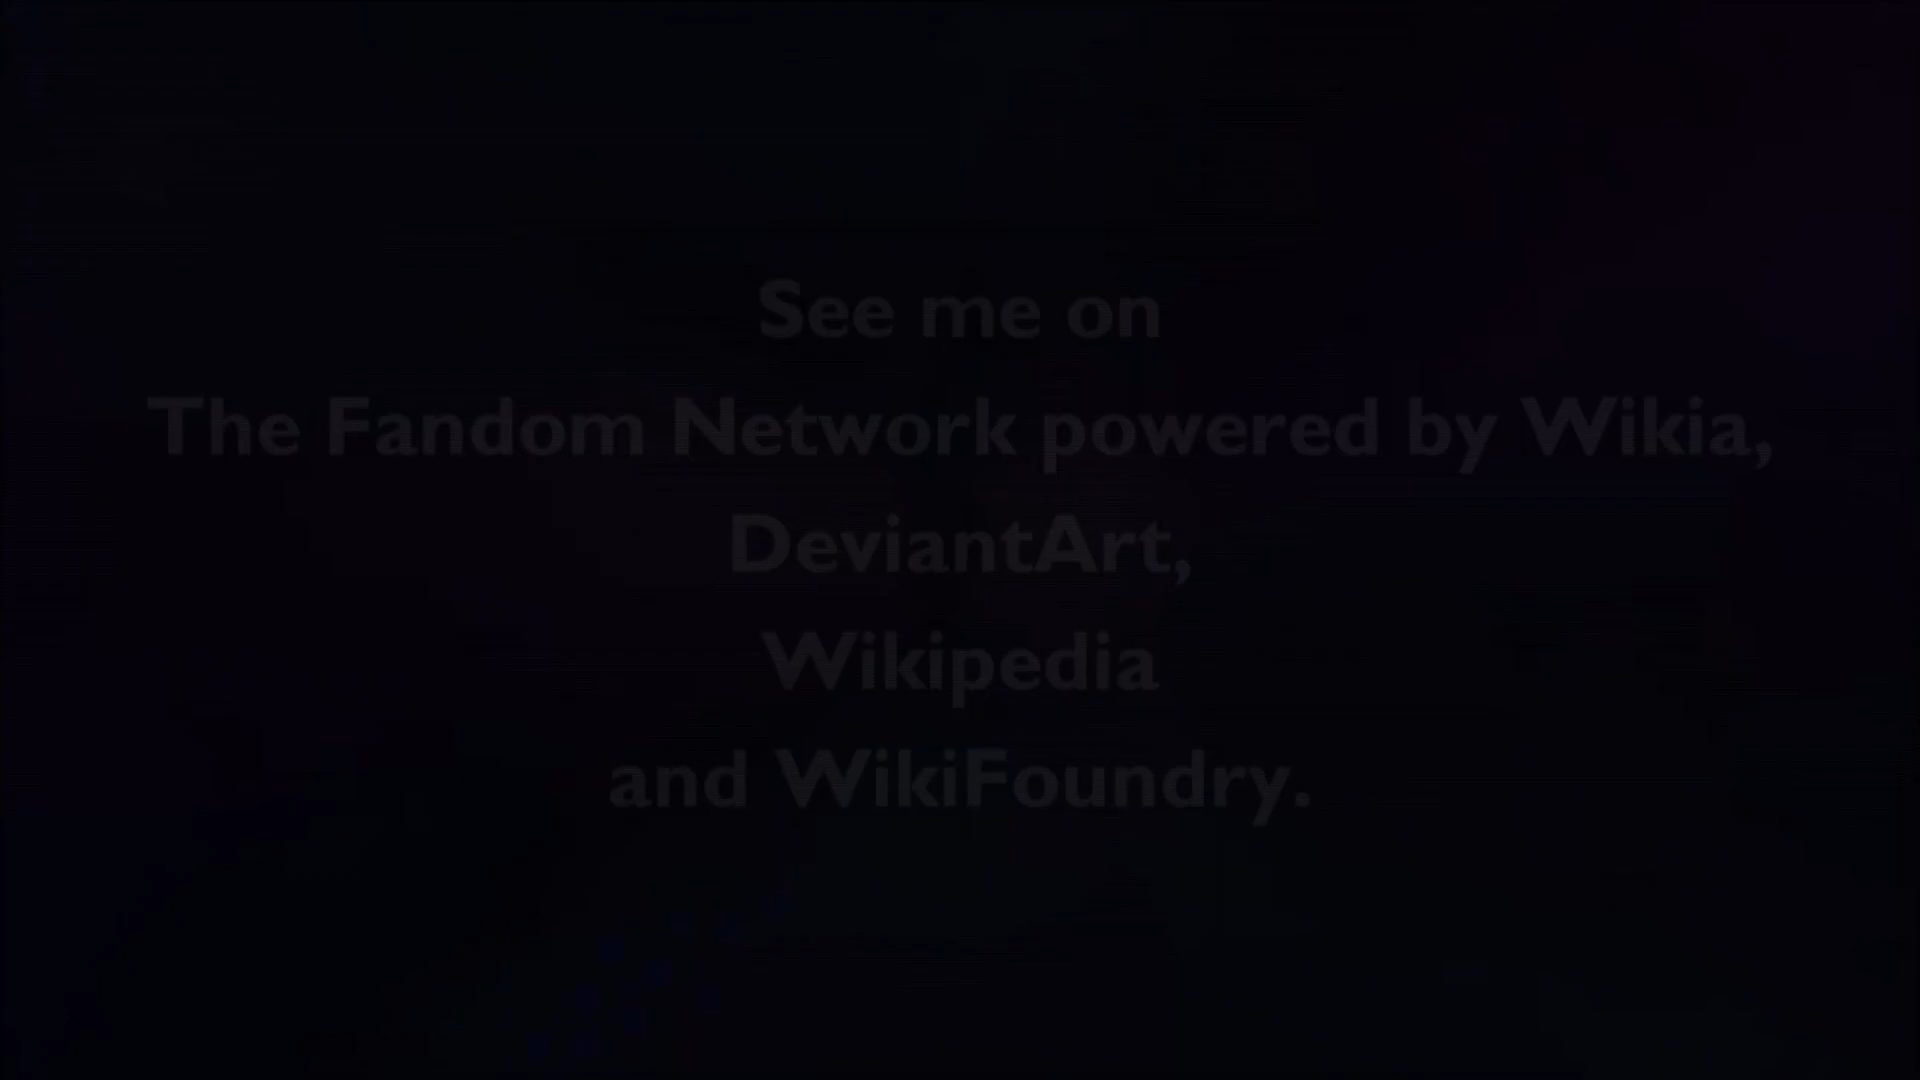 See me on
The Fandom Network powered by Wikia,
DeviantArt,
Wikipedia
and WikiFoundry.